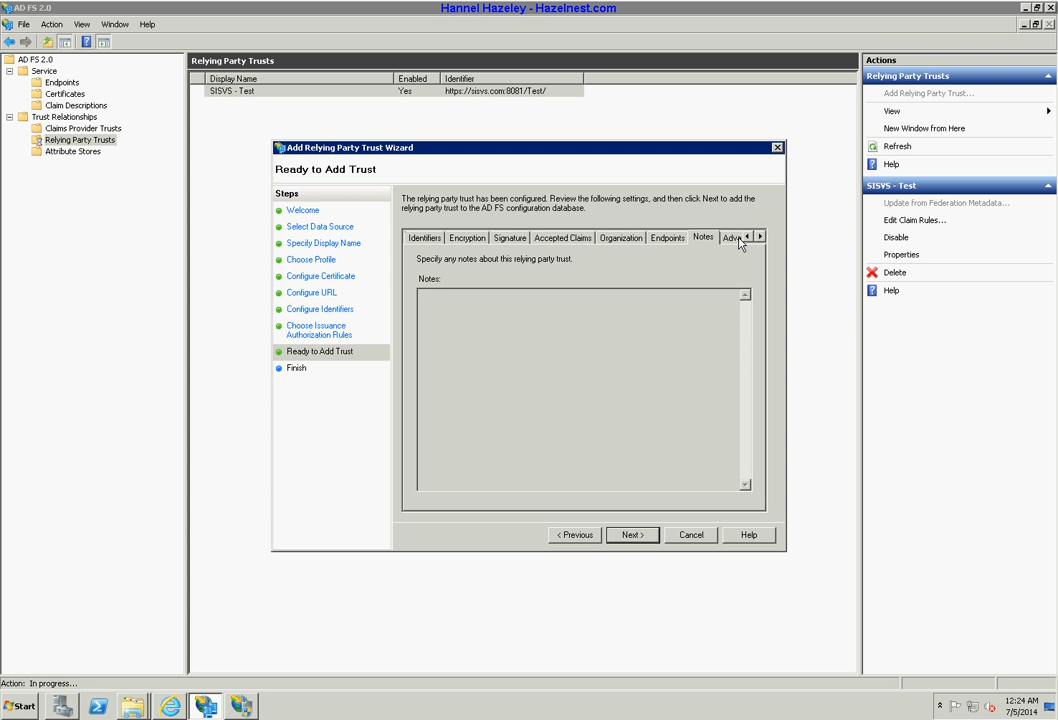 AD FS 2.0
Hannel Hazeley - Hazelnest.com
File Action View Window Help
AD FS 2.0
Service
Endpoints
Certificates
Claim Descriptions
Trust Relationships
Claims Provider Trusts
Relying Party Trusts
Attribute Stores
Relying Party Trusts
Display Name Enabled Identifier
SISVS - Test Yes https://sisvs.com:8081/Test/
Add Relying Party Trust Wizard
Ready to Add Trust
Steps
Welcome
Select Data Source
Specify Display Name
Choose Profile
Configure Certificate
Configure URL
Configure Identifiers
Choose Issuance
Authorization Rules
Ready to Add Trust
Finish
The relying party trust has been configured. Review the following settings, and then click Next to add the
relying party trust to the AD FS configuration database.
Identifiers Encryption Signature Accepted Claims Organization Endpoints Notes Adva
Specify any notes about this relying party trust.
Notes:
< Previous Next > Cancel Help
Actions
Relying Party Trusts
Add Relying Party Trust...
View
New Window from Here
Refresh
Help
SISVS - Test
Update from Federation Metadata...
Edit Claim Rules...
Disable
Properties
Delete
Help
Action: In progress...
Start
12:24 AM
7/5/2014